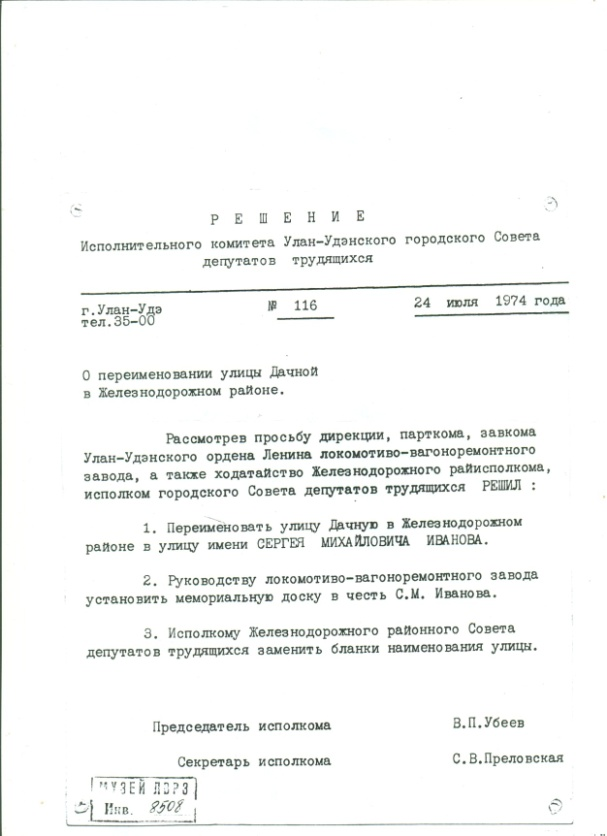 Р Е Ш Е Н И Е
Исполнительного комитета Улан-Удэнского городского Совета
депутатов трудящихся
г.Улан-Удэ № 116 24 июля 1974 года
тел.35-00
О переименовании улицы Дачной
в Железнодорожном районе.
Рассмотрев просьбу дирекции, парткома, завкома
Улан-Удэнского ордена Ленина локомотиво-вагоноремонтного
завода, а также ходатайство Железнодорожного райисполкома,
исполком городского Совета депутатов трудящихся РЕШИЛ :
1. Переименовать улицу Дачную в Железнодорожном
районе в улицу имени СЕРГЕЯ МИХАЙЛОВИЧА ИВАНОВА.
2. Руководству локомотиво-вагоноремонтного завода
установить мемориальную доску в честь С.М. Иванова.
3. Исполкому Железнодорожного районного Совета
депутатов трудящихся заменить бланки наименования улицы.
Председатель исполкома В.П.Убеев
Секретарь исполкома С.В.Преловская
МУЗЕЙ ЛВРЗ
Инв. 8508